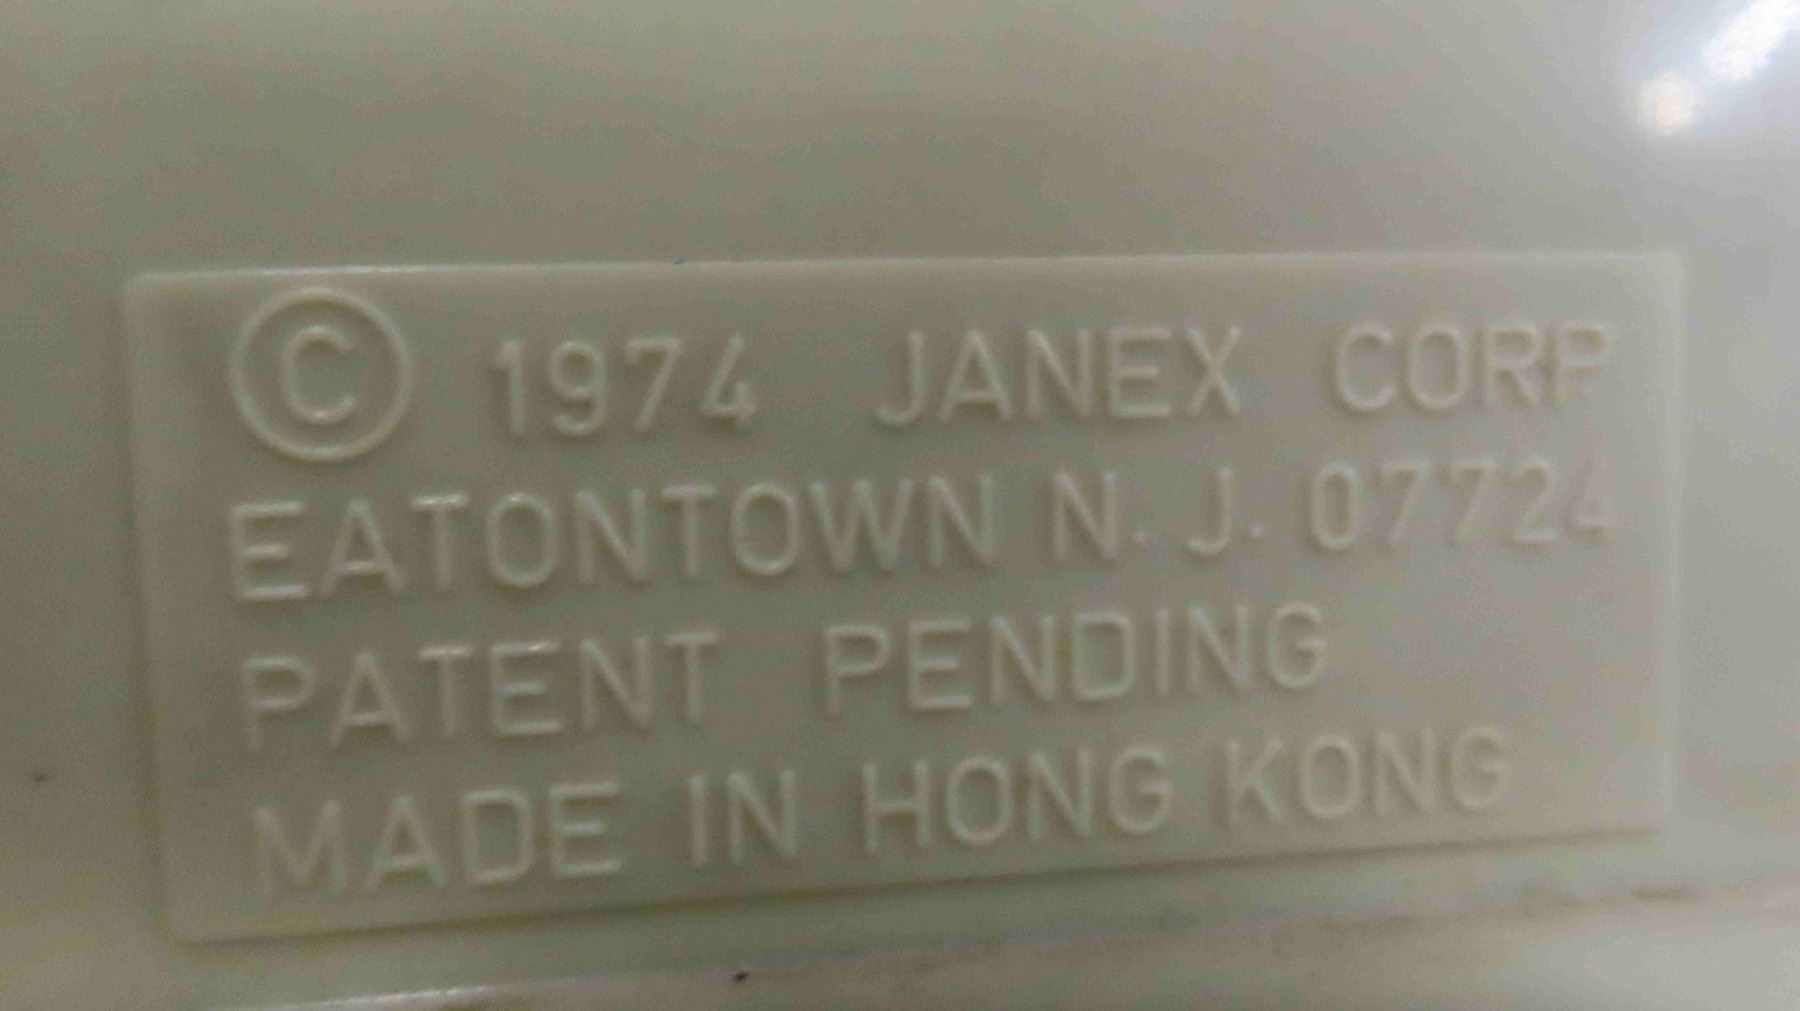 © 1974 JANEX CORP
EATONTOWN N. J. 07724
PATENT PENDING
MADE IN HONG KONG